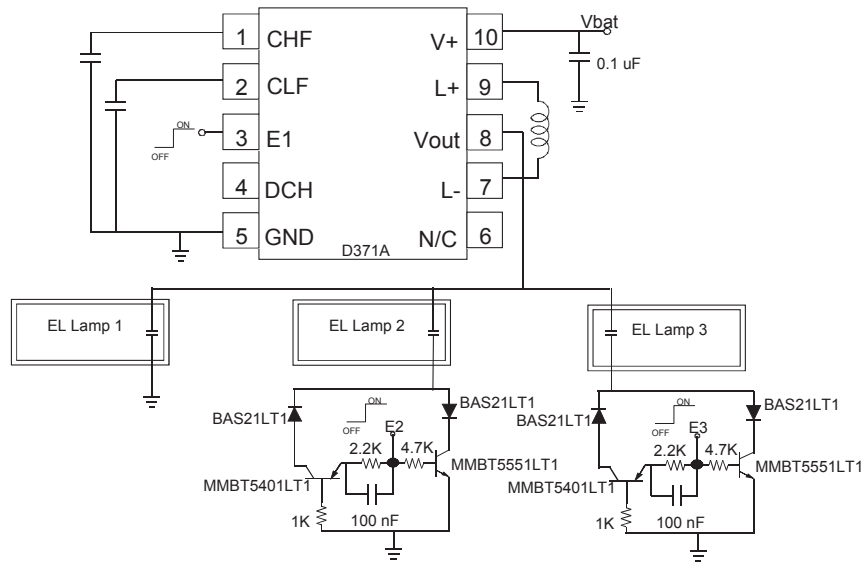 Vbat
1 CHF V+ 10
0.1 uF
2 CLF L+ 9
ON
OFF
3 E1 Vout 8
4 DCH L- 7
5 GND N/C 6
D371A
EL Lamp 1
EL Lamp 2
EL Lamp 3
BAS21LT1
ON
OFF
E2
BAS21LT1
2.2K
4.7K
MMBT5401LT1
MMBT5551LT1
1K
100 nF
BAS21LT1
ON
OFF
E3
BAS21LT1
2.2K
4.7K
MMBT5401LT1
MMBT5551LT1
1K
100 nF